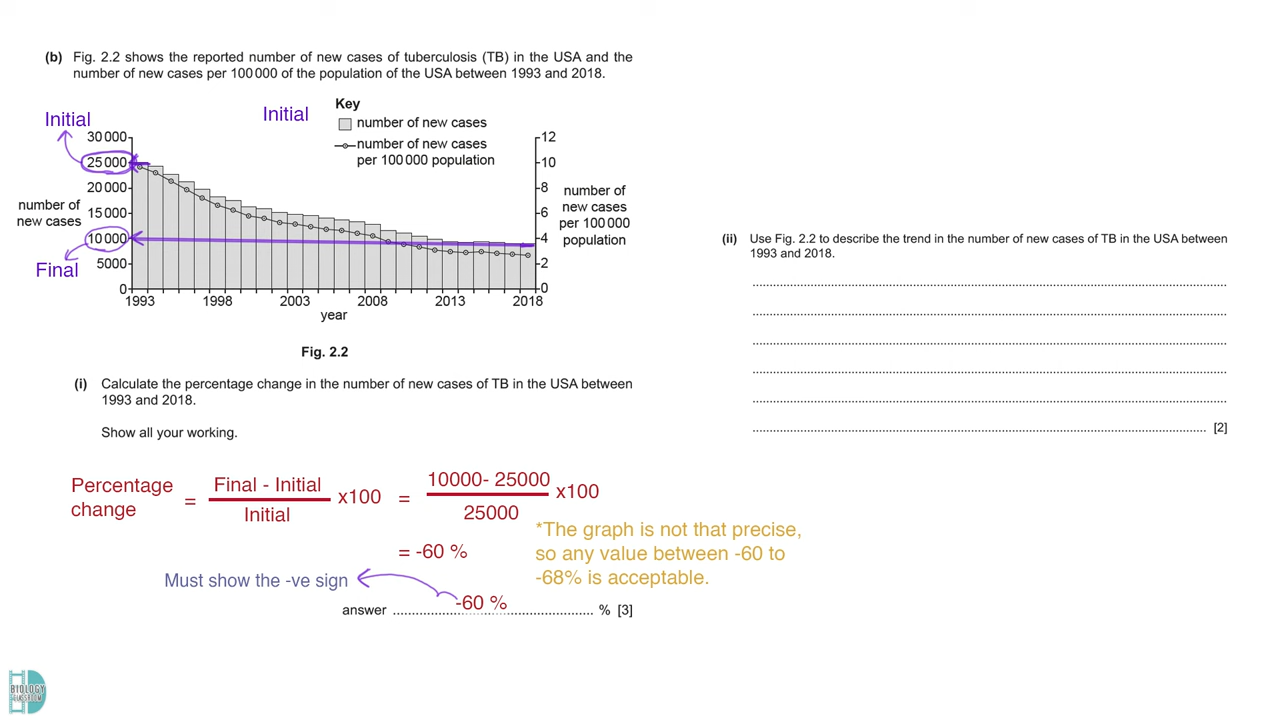 (b) Fig. 2.2 shows the reported number of new cases of tuberculosis (TB) in the USA and the
number of new cases per 100 000 of the population of the USA between 1993 and 2018.
Initial
Initial
Key
number of new cases
number of new cases
per 100 000 population
30 000
25 000
20 000
15 000
10 000
5000
0
number of
new cases
Final
12
10
8
6
4
2
0
number of
new cases
per 100 000
population
1993 1998 2003 2008 2013 2018
year
Fig. 2.2
(i) Calculate the percentage change in the number of new cases of TB in the USA between
1993 and 2018.
Show all your working.
Percentage
change
= Final - Initial
Initial
x100 = 10000- 25000
25000
x100
= -60 %
*The graph is not that precise,
so any value between -60 to
-68% is acceptable.
Must show the -ve sign
answer ........................ -60 % ........................ % [3]
(ii) Use Fig. 2.2 to describe the trend in the number of new cases of TB in the USA between
1993 and 2018.
[2]
BIOLOGY
CLASSROOM